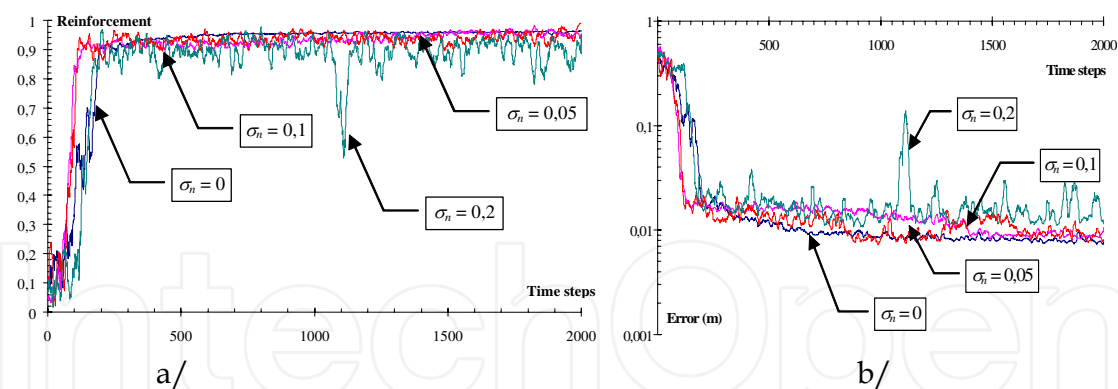 Reinforcement
1
0,9
0,8
0,7
0,6
0,5
0,4
0,3
0,2
0,1
0
0 500 1000 1500 2000
Time steps
σn = 0,1
σn = 0,05
σn = 0
σn = 0,2
a/
1
0,1
0,01
0,001
500 1000 1500 2000
Time steps
σn = 0,2
σn = 0,1
σn = 0,05
σn = 0
Error (m)
b/
IntechOpen